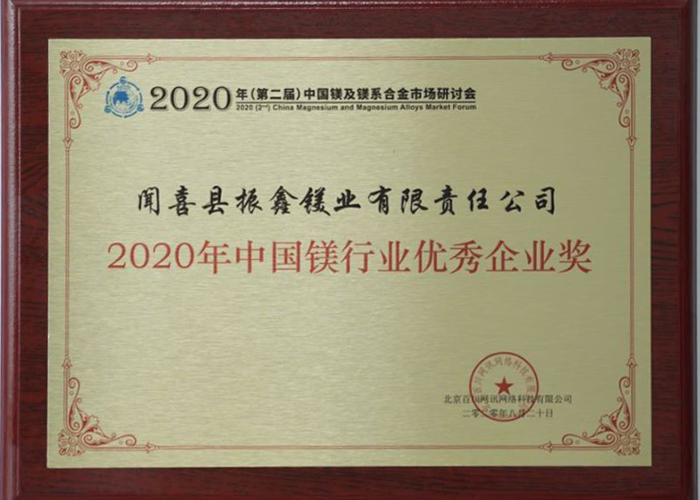 2020年(第二届)中国镁及镁系合金市场研讨会
2020 (2nd) China Magnesium and Magnesium Alloys Market Forum
闻喜县振鑫镁业有限责任公司
2020年中国镁行业优秀企业奖
北京百川网讯网络科技有限公司
二零二零年八月二十日